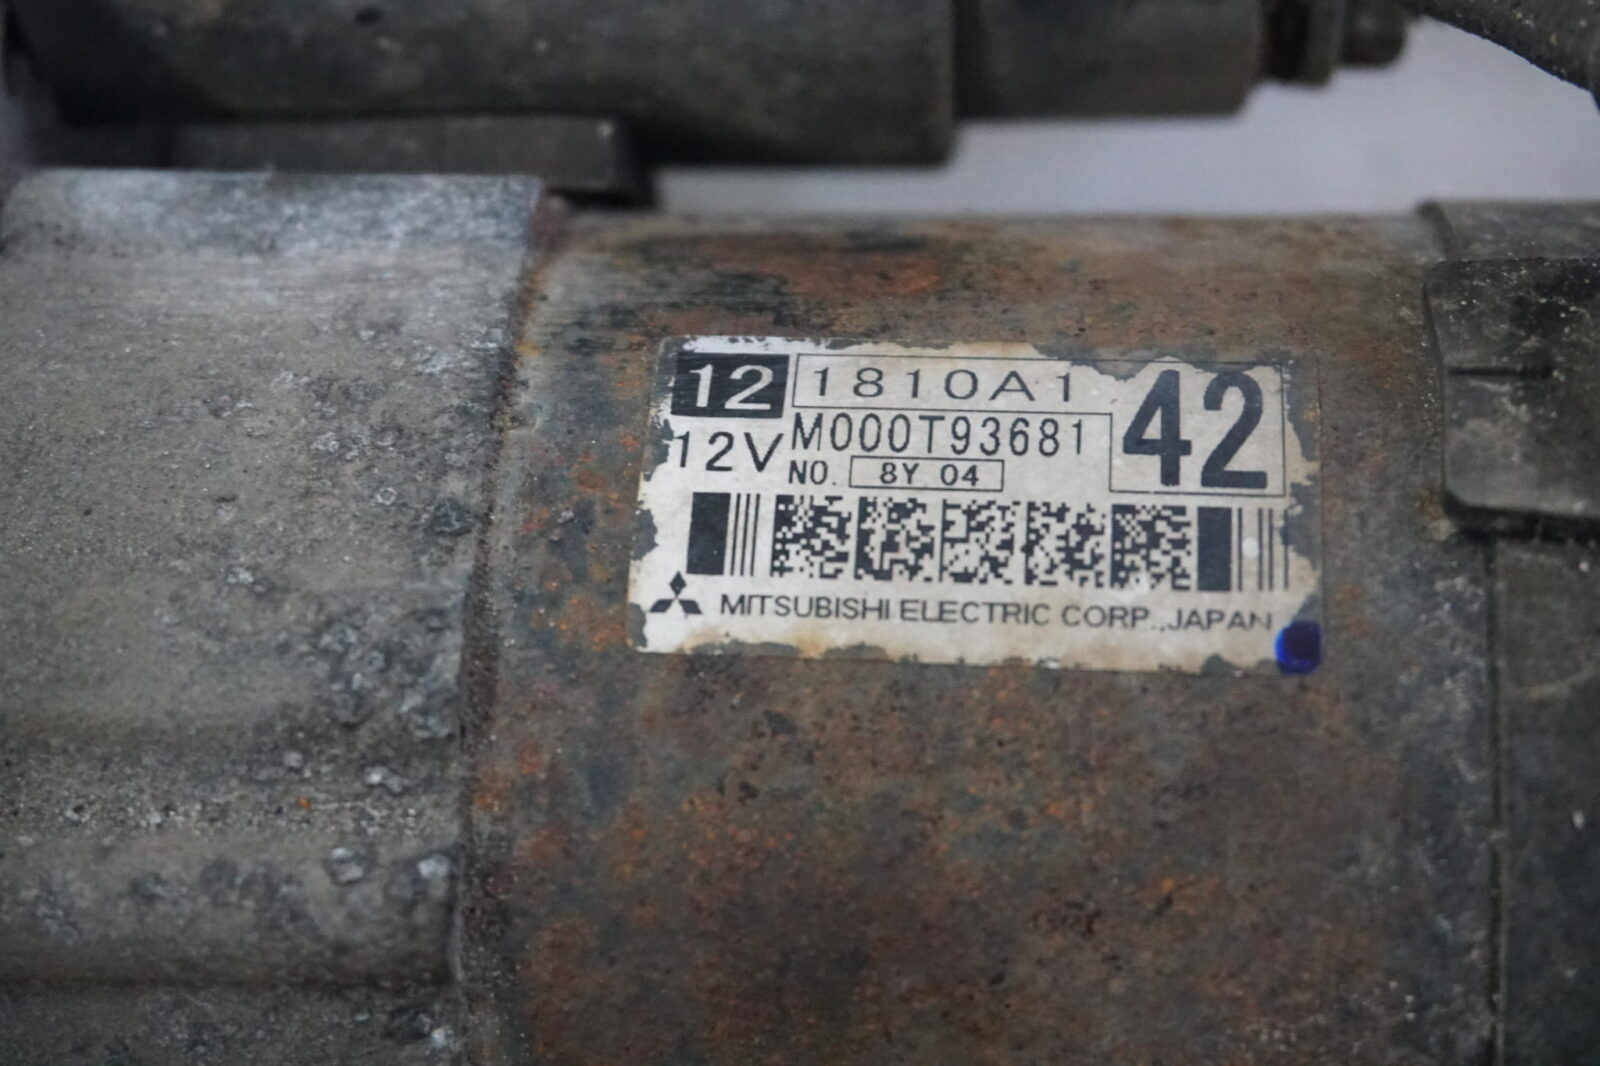 12 1810A1 42
12V M000T93681
NO. 8Y 04
MITSUBISHI ELECTRIC CORP., JAPAN